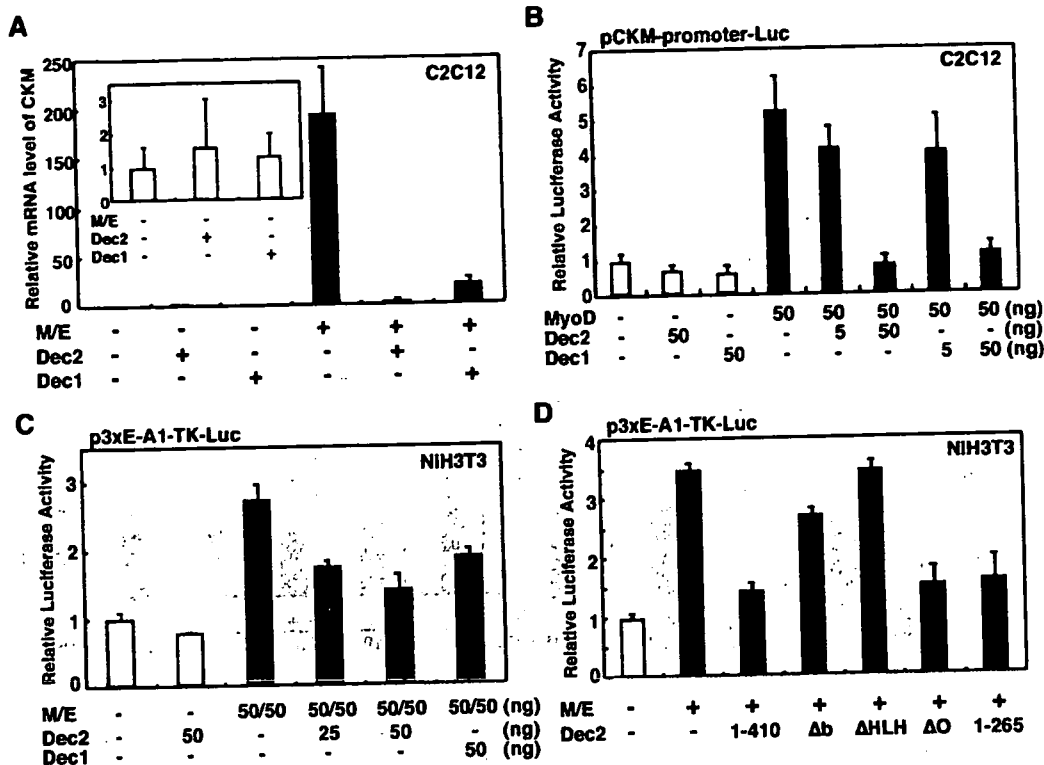 A
Relative mRNA level of CKM
C2C12
250
200
150
100
50
0
3
2
1
0
M/E - - -
Dec2 - + -
Dec1 - - +
M/E - - - + + +
Dec2 - + - - + -
Dec1 - - + - - +
B
pCKM-promoter-Luc
C2C12
Relative Luciferase Activity
7
6
5
4
3
2
1
0
MyoD - - - 50 50 50 50 50 (ng)
Dec2 - 50 - - 5 50 - - (ng)
Dec1 - - 50 - - - 5 50 (ng)
C
p3xE-A1-TK-Luc
NIH3T3
Relative Luciferase Activity
3
2
1
0
M/E - - 50/50 50/50 50/50 50/50 (ng)
Dec2 - 50 - 25 50 - (ng)
Dec1 - - - - - 50 (ng)
D
p3xE-A1-TK-Luc
NIH3T3
Relative Luciferase Activity
4
3
2
1
0
M/E - + + + + + +
Dec2 - - 1-410 Δb ΔHLH ΔO 1-265